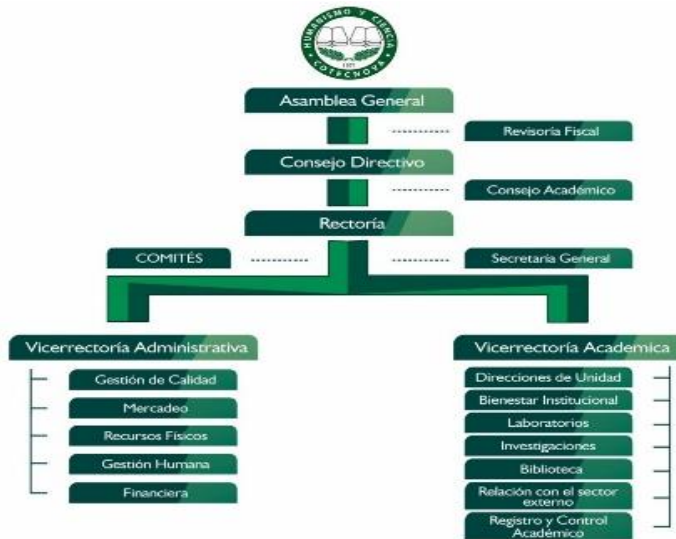 HUMANISMO Y CIENCIA
COTECNOVA
Asamblea General
Revisoría Fiscal
Consejo Directivo
Consejo Académico
Rectoría
COMITÉS
Secretaría General
Vicerrectoría Administrativa
Vicerrectoría Academica
Gestión de Calidad
Mercadeo
Recursos Físicos
Gestión Humana
Financiera
Direcciones de Unidad
Bienestar Institucional
Laboratorios
Investigaciones
Biblioteca
Relación con el sector
externo
Registro y Control
Académico